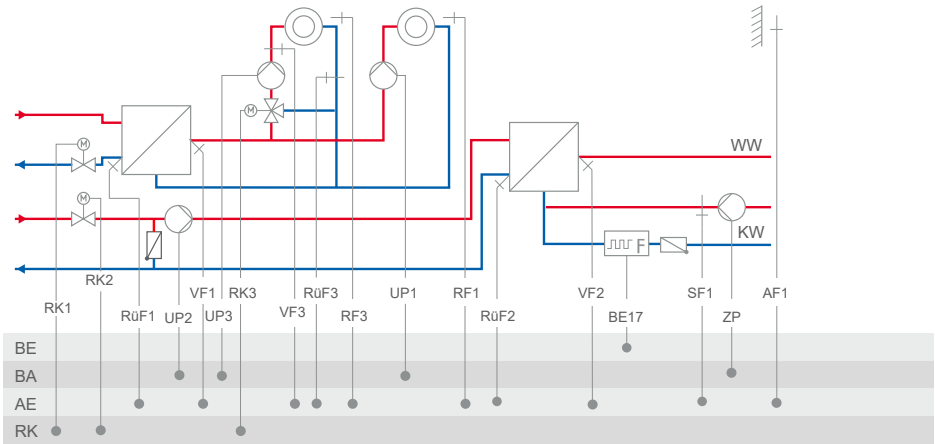 WW
M
M
M
KW
F
RK1
RK2
RüF1
UP2
VF1
UP3
RK3
VF3
RüF3
RF3
UP1
RF1
RüF2
VF2
BE17
SF1
ZP
AF1
BE
BA
AE
RK